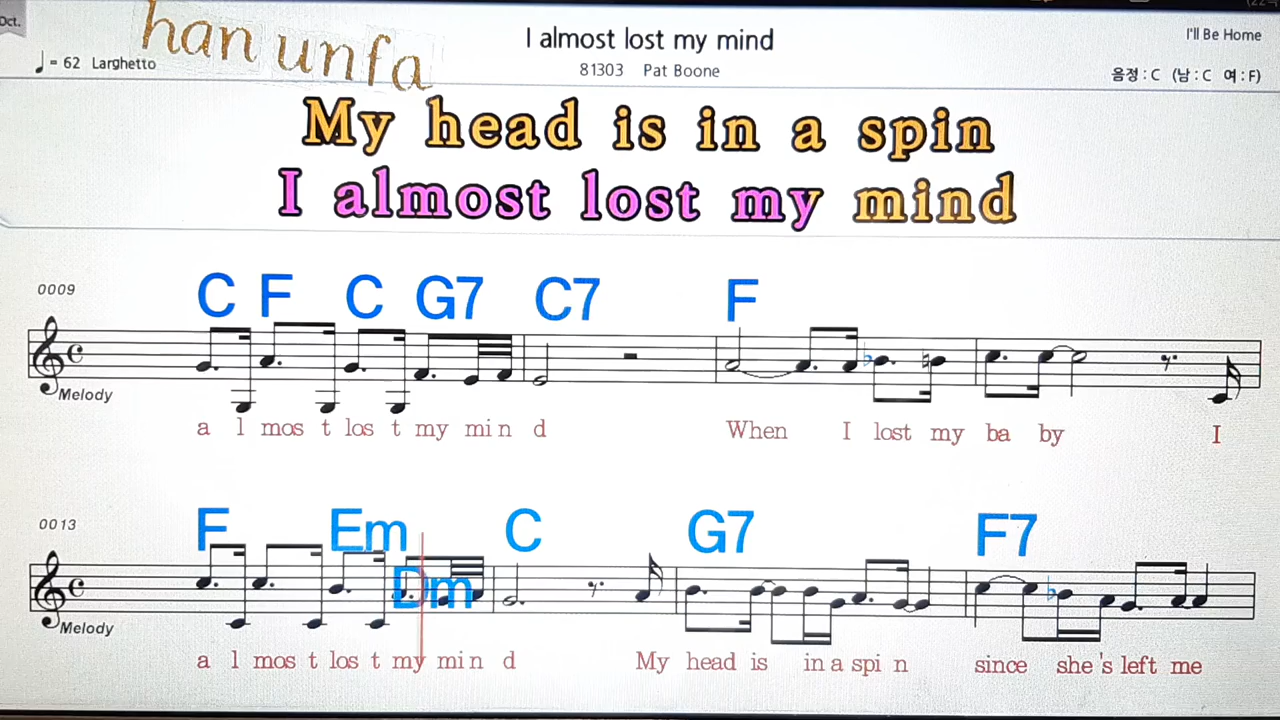 Oct.
han unfa
I almost lost my mind
I'll Be Home
♩= 62 Larghetto
81303 Pat Boone
음정 : C (남 : C 여 : F)
My head is in a spin
I almost lost my mind
0009
C F C G7 C7 F
Melody
a l mos t los t my mi n d When I lost my ba by I
0013
F Em Dm C G7 F7
Melody
a l mos t los t my min d My head is in a spi n since she's left me